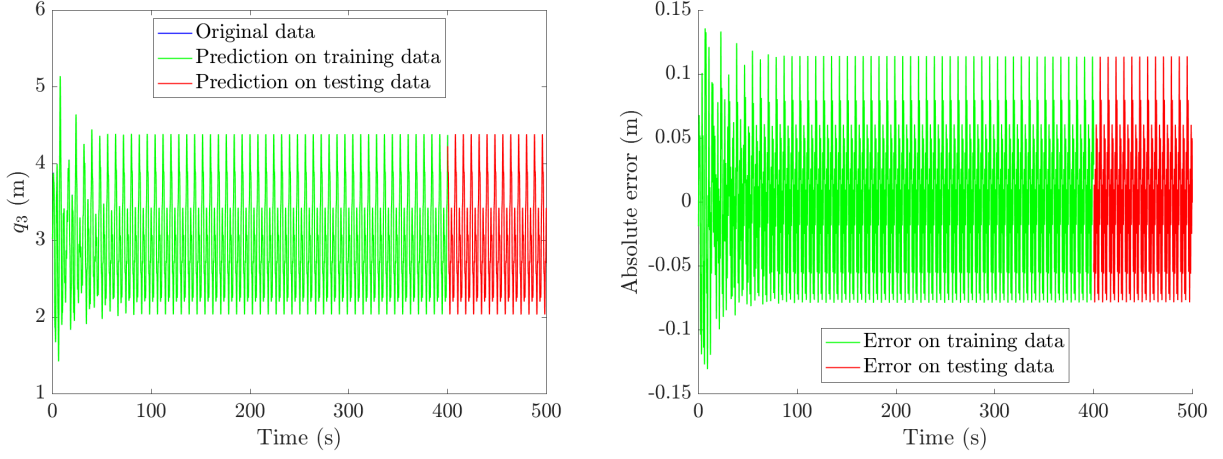 6
5
4
3
2
1
q3 (m)
Original data
Prediction on training data
Prediction on testing data
0
100
200
300
400
500
Time (s)
0.15
0.1
0.05
0
-0.05
-0.1
-0.15
Absolute error (m)
Error on training data
Error on testing data
0
100
200
300
400
500
Time (s)